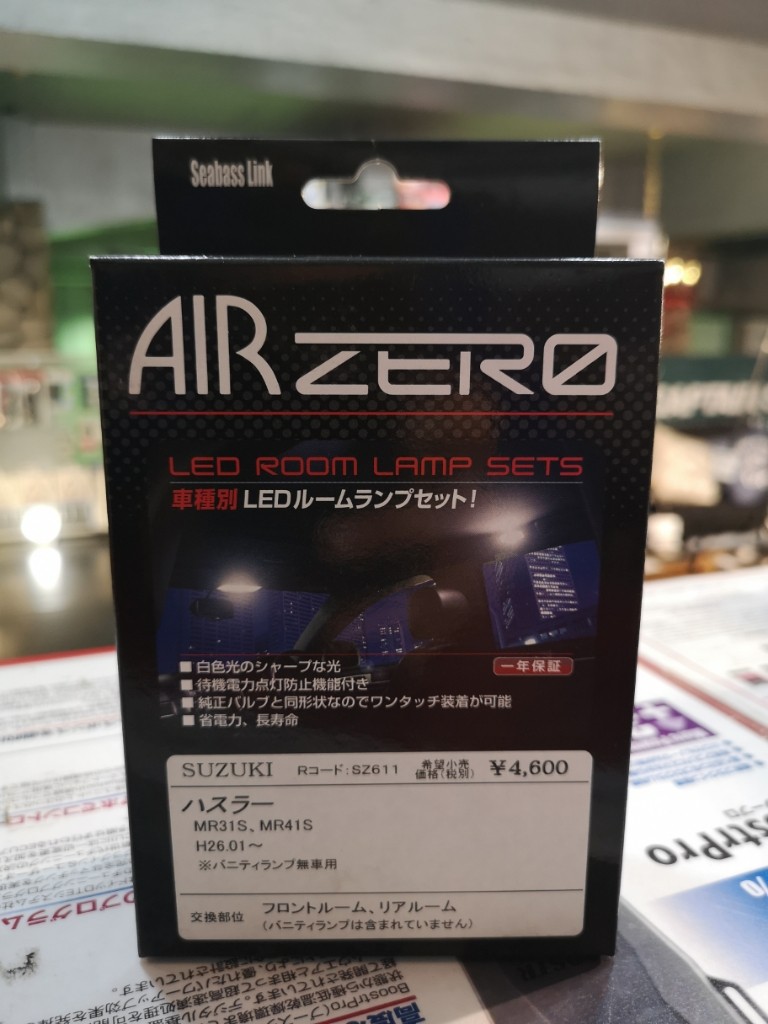 Seabass Link
AIR ZERO
LED ROOM LAMP SETS
車種別 LEDルームランプセット!
■ 白色光のシャープな光
一年保証
■ 待機電力点灯防止機能付き
■ 純正バルブと同形状なのでワンタッチ装着が可能
■ 省電力、長寿命
SUZUKI Rコード:SZ611 希望小売価格(税別) ¥4,600
ハスラー
MR31S、MR41S
H26.01～
※バニティランプ無車用
交換部位 フロントルーム、リアルーム
(バニティランプは含まれていません)